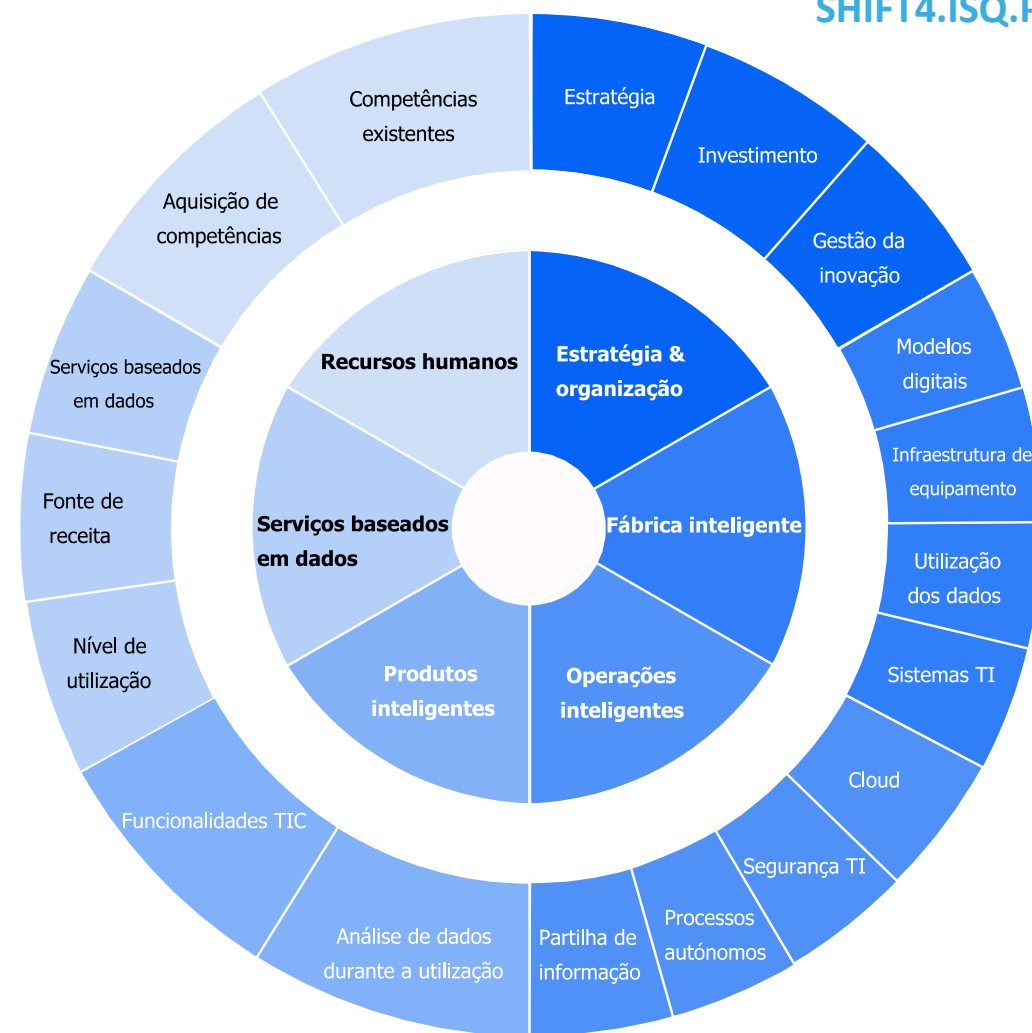 SHIFT4.ISQ.P
Estratégia
Investimento
Gestão da
inovação
Modelos
digitais
Infraestrutura de
equipamento
Utilização
dos dados
Sistemas TI
Cloud
Segurança TI
Processos
autónomos
Partilha de
informação
Análise de dados
durante a utilização
Funcionalidades TIC
Nível de
utilização
Fonte de
receita
Serviços baseados
em dados
Aquisição de
competências
Competências
existentes
Estratégia &
organização
Fábrica inteligente
Operações
inteligentes
Produtos
inteligentes
Serviços baseados
em dados
Recursos humanos